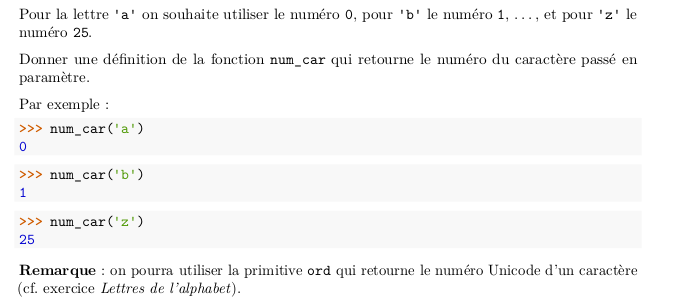 Pour la lettre 'a' on souhaite utiliser le numéro 0, pour 'b' le numéro 1, ..., et pour 'z' le
numéro 25.
Donner une définition de la fonction num_car qui retourne le numéro du caractère passé en
paramètre.
Par exemple :
>>> num_car('a')
0
>>> num_car('b')
1
>>> num_car('z')
25
Remarque : on pourra utiliser la primitive ord qui retourne le numéro Unicode d'un caractère
(cf. exercice Lettres de l'alphabet).